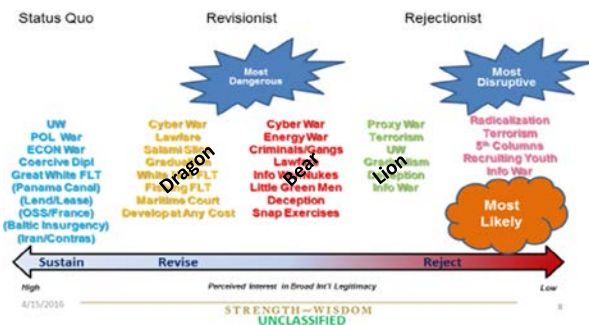 Status Quo
Revisionist
Rejectionist
Most
Dangerous
Most
Disruptive
UW
POL War
ECON War
Coercive Dipl
Great White FLT
(Panama Canal)
(Lend/Lease)
(OSS/France)
(Baltic Insurgency)
(Iran/Contras)
Cyber War
Lawfare
Salami Slice
White FLT
Fishing FLT
Maritime Court
Develop at Any Cost
Dragon
Cyber War
Energy War
Criminals/Gangs
Lawfare
Info War Nukes
Little Green Men
Deception
Snap Exercises
Bear
Proxy War
Terrorism
UW
Gradualism
Deception
Info War
Lion
Radicalization
Terrorism
5th Columns
Recruiting Youth
Info War
Most
Likely
Sustain
Revise
Reject
High
Perceived Interest in Broad Int'l Legitimacy
Low
4/15/2016
STRENGTH—WISDOM
8
UNCLASSIFIED